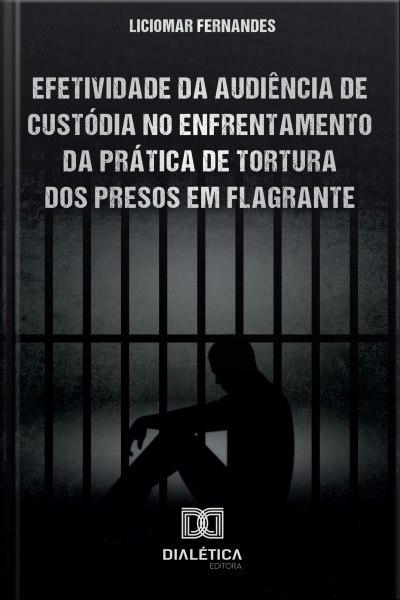 LICIOMAR FERNANDES
EFETIVIDADE DA AUDIÊNCIA DE
CUSTÓDIA NO ENFRENTAMENTO
DA PRÁTICA DE TORTURA
DOS PRESOS EM FLAGRANTE
DIALÉTICA
EDITORA